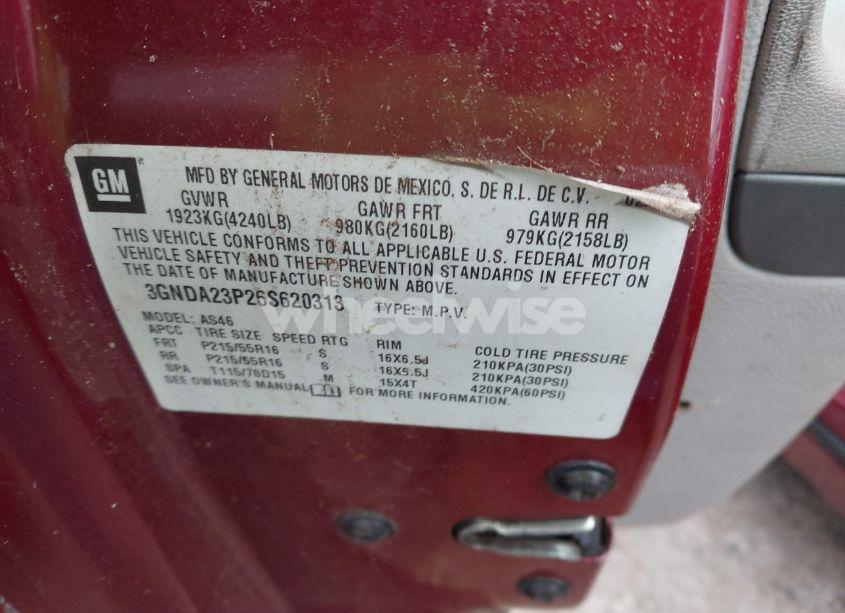 GM
MFD BY GENERAL MOTORS DE MEXICO, S. DE R.L. DE C.V.
GVWR GAWR FRT GAWR RR
1923KG(4240LB) 980KG(2160LB) 979KG(2158LB)
THIS VEHICLE CONFORMS TO ALL APPLICABLE U.S. FEDERAL MOTOR
VEHICLE SAFETY AND THEFT PREVENTION STANDARDS IN EFFECT ON
THE DATE OF MANUFACTURE SHOWN ABOVE.
3GNDA23P26S620313 TYPE: M.P.V.
wheelwise
APCC AS46
TIRE SIZE SPEED RTG RIM COLD TIRE PRESSURE
FRT P215/55R16 S 16X6.5J 210KPA(30PSI)
RR P215/55R16 S 16X6.5J 210KPA(30PSI)
SPA T115/70D15 M 15X4T 420KPA(60PSI)
SEE OWNER'S MANUAL FOR MORE INFORMATION.